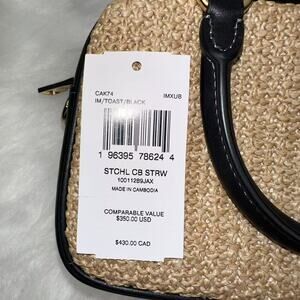 CAK74 IMXUB
IM/TOAST/BLACK
1 96395 78624 4
STCHL CB STRW
10011289JAX
MADE IN CAMBODIA
COMPARABLE VALUE
$350.00 USD
$430.00 CAD